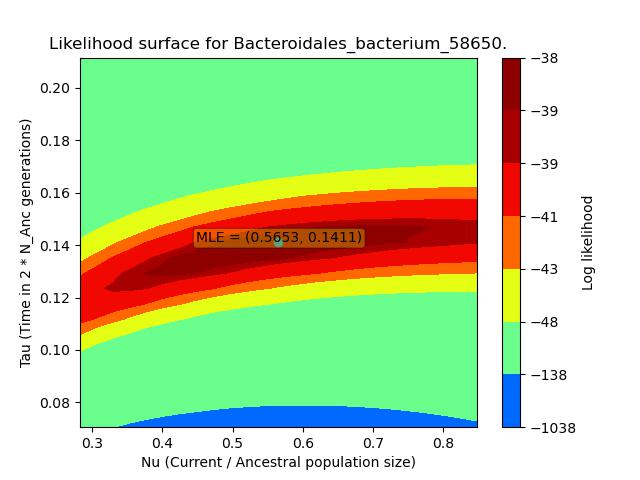 Likelihood surface for Bacteroidales_bacterium_58650.
Tau (Time in 2 * N_Anc generations)
0.20
0.18
0.16
0.14
0.12
0.10
0.08
MLE = (0.5653, 0.1411)
0.3 0.4 0.5 0.6 0.7 0.8
Nu (Current / Ancestral population size)
−38
−39
−39
−41
−43
−48
−138
−1038
Log likelihood